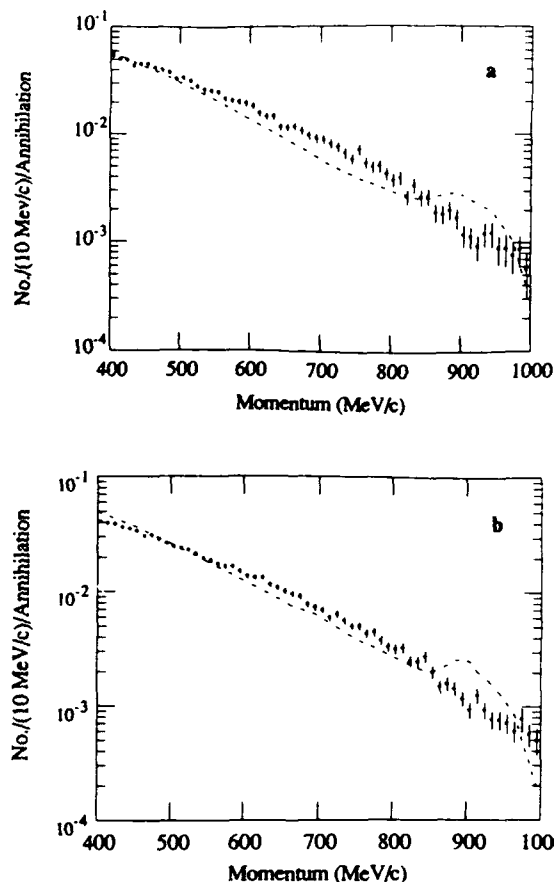 10^-1
a
10^-2
10^-3
10^-4
No./(10 Mev/c)/Annihilation
400 500 600 700 800 900 1000
Momentum (MeV/c)
10^-1
b
10^-2
10^-3
10^-4
No./(10 MeV/c)/Annihilation
400 500 600 700 800 900 100
Momentum (MeV/c)